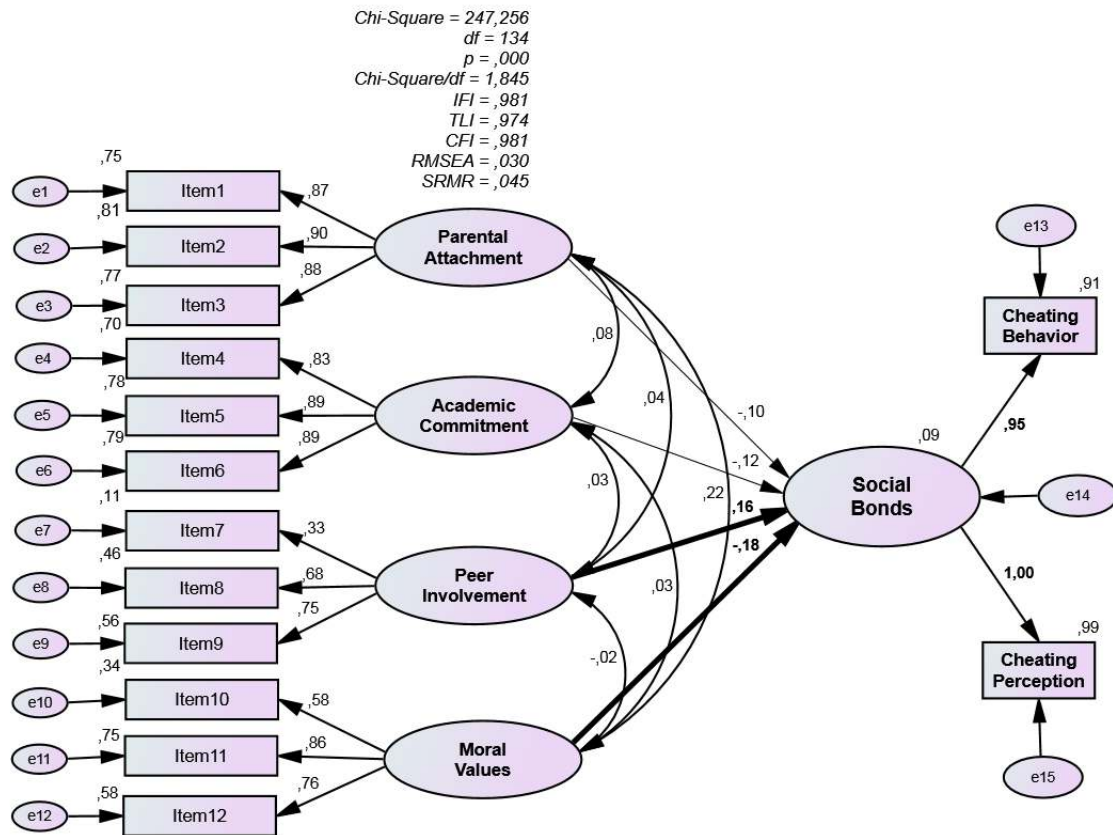 Chi-Square = 247,256
df = 134
p = ,000
Chi-Square/df = 1,845
IFI = ,981
TLI = ,974
CFI = ,981
RMSEA = ,030
SRMR = ,045
,75
e1
Item1
,87
,81
e2
Item2
,90
,77
e3
Item3
,88
Parental
Attachment
,70
e4
Item4
,83
,78
e5
Item5
,89
,79
e6
Item6
,89
Academic
Commitment
,11
e7
Item7
,33
,46
e8
Item8
,68
,56
e9
Item9
,75
Peer
Involvement
,34
e10
Item10
,58
,75
e11
Item11
,86
,58
e12
Item12
,76
Moral
Values
,08
,04
,03
,22
,03
-,02
-,10
-,12
,16
-,18
,09
Social
Bonds
e14
,95
1,00
e13
,91
Cheating
Behavior
,99
Cheating
Perception
e15